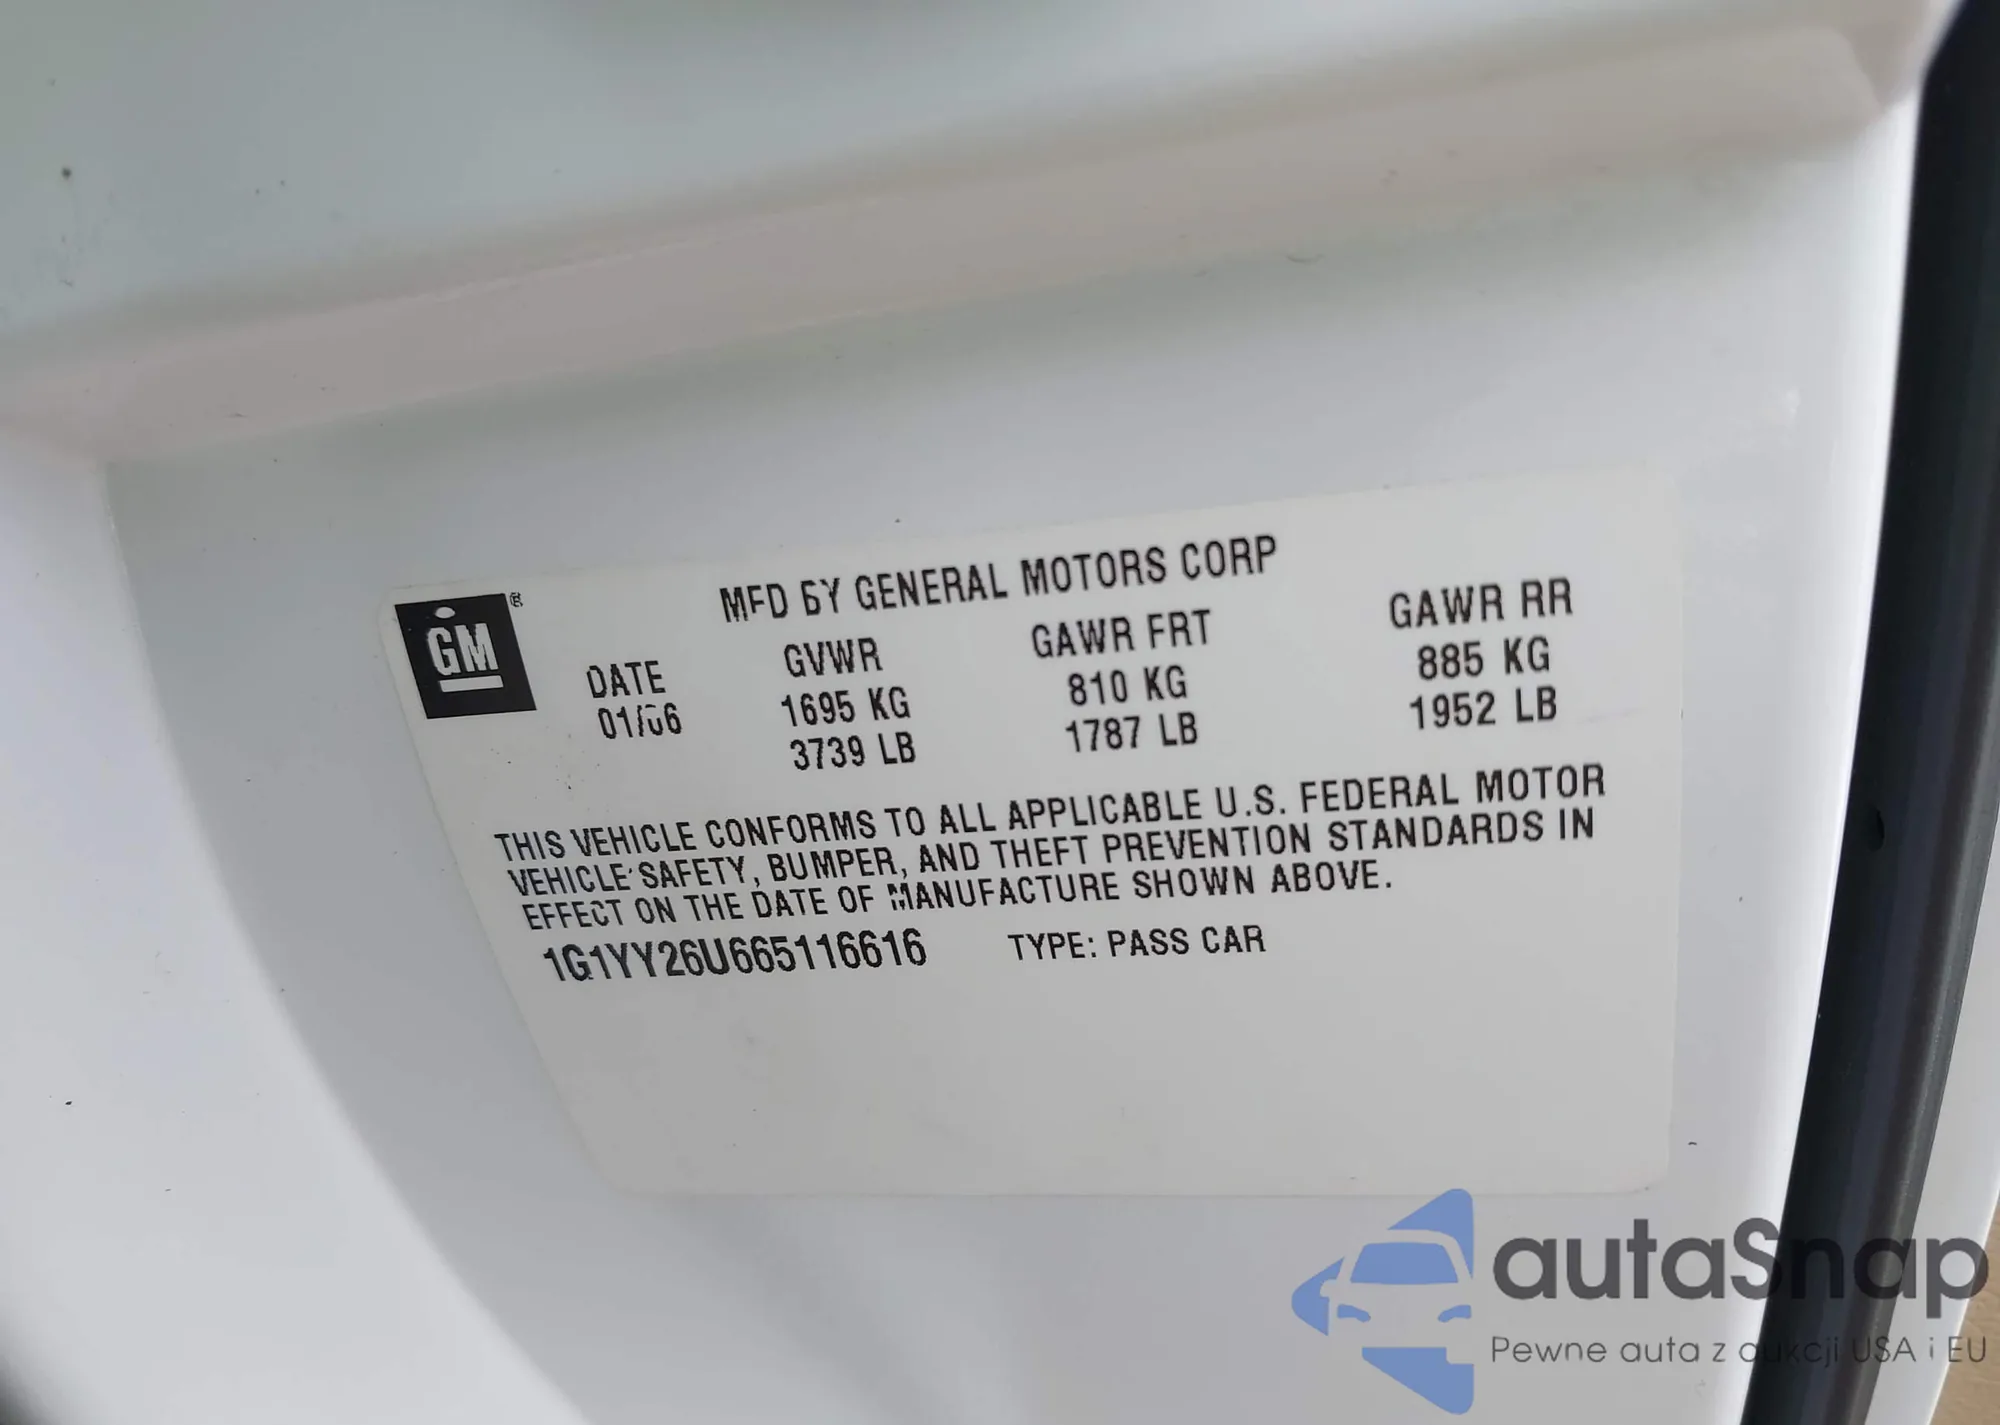 GM ®
MFD BY GENERAL MOTORS CORP
DATE GVWR GAWR FRT GAWR RR
01/06 1695 KG 810 KG 885 KG
3739 LB 1787 LB 1952 LB
THIS VEHICLE CONFORMS TO ALL APPLICABLE U.S. FEDERAL MOTOR
VEHICLE SAFETY, BUMPER, AND THEFT PREVENTION STANDARDS IN
EFFECT ON THE DATE OF MANUFACTURE SHOWN ABOVE.
1G1YY26U665116616 TYPE: PASS CAR
autaSnap
Pewne auta z aukcji USA i EU